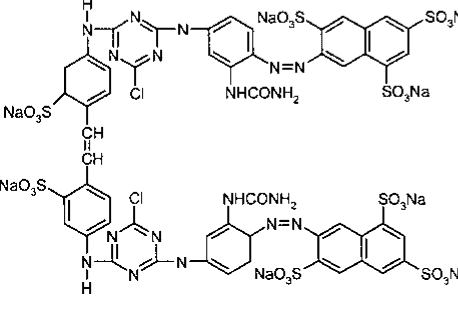 H
N N N
N N
N
Cl
NaO₃S
SO₃N
N=N
SO₃Na
NHCONH₂
NaO₃S
CH
CH
NaO₃S
Cl
NHCONH₂
SO₃Na
N=N
N N
N N N
NaO₃S
SO₃N
H